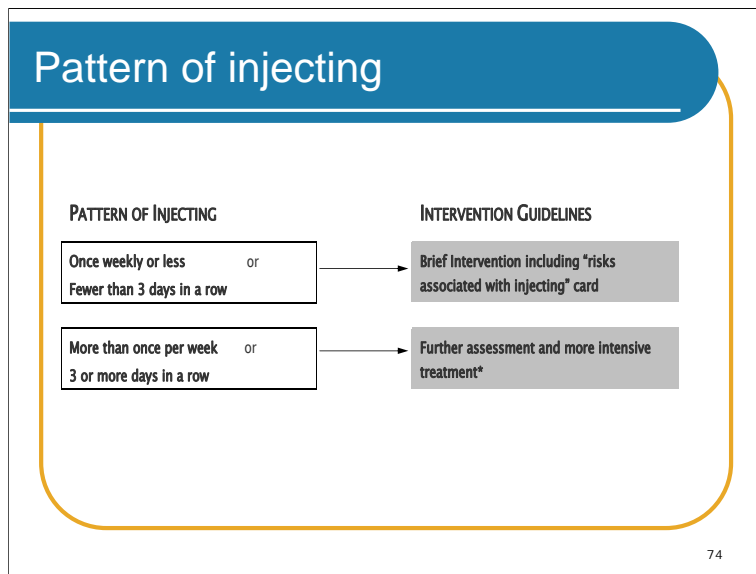 Pattern of injecting
PATTERN OF INJECTING
INTERVENTION GUIDELINES
Once weekly or less or
Fewer than 3 days in a row
Brief Intervention including “risks
associated with injecting” card
More than once per week or
3 or more days in a row
Further assessment and more intensive
treatment*
74